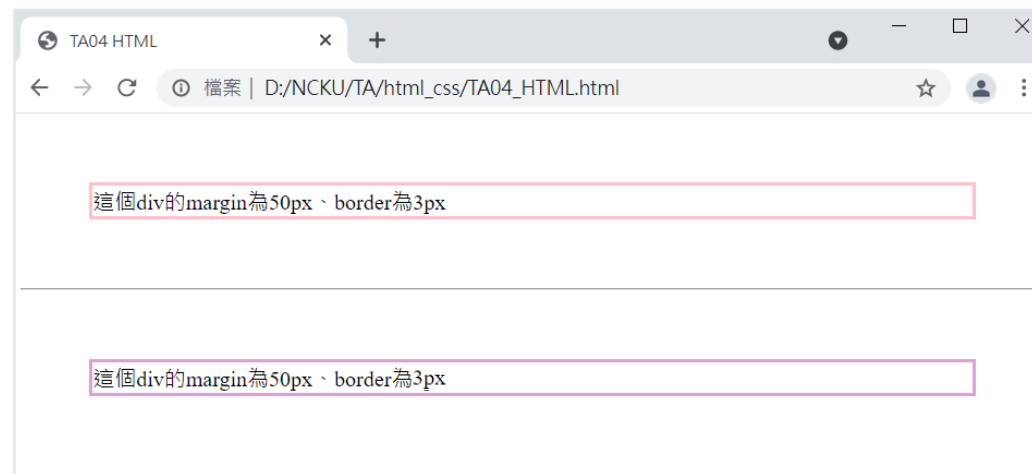 TA04 HTML
檔案 | D:/NCKU/TA/html_css/TA04_HTML.html
這個div的margin為50px、border為3px
這個div的margin為50px、border為3px